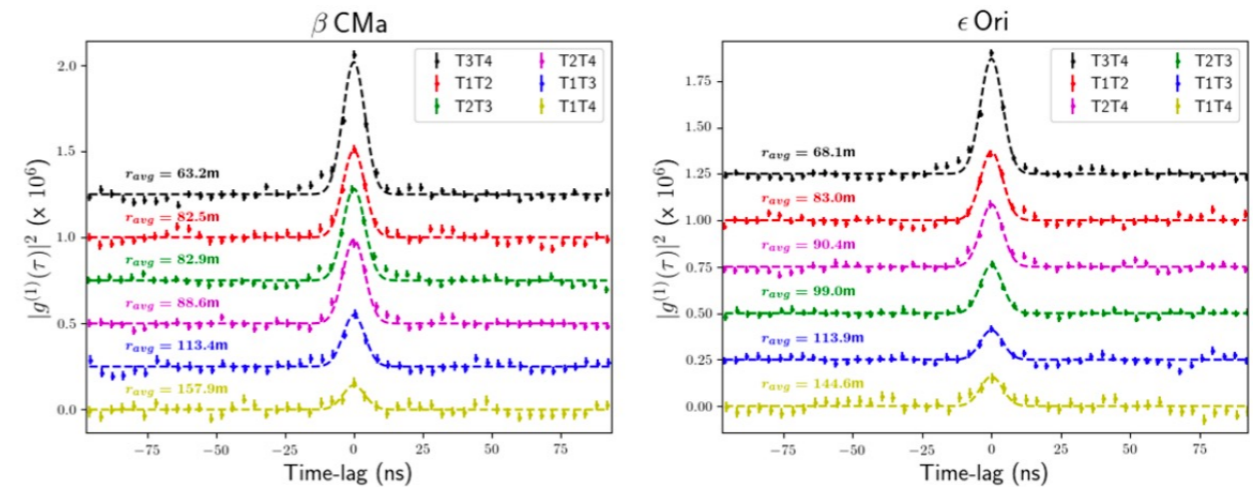 β CMa
T3T4 T2T4
T1T2 T1T3
T2T3 T1T4
|g⁽¹⁾(τ)|² (x 10⁶)
2.0
1.5
1.0
0.5
0.0
r_avg = 63.2m
r_avg = 82.5m
r_avg = 82.9m
r_avg = 88.6m
r_avg = 113.4m
r_avg = 157.9m
−75 −50 −25 0 25 50 75
Time-lag (ns)
ϵ Ori
T3T4 T2T3
T1T2 T1T3
T2T4 T1T4
|g⁽¹⁾(τ)|² (x 10⁶)
1.75
1.50
1.25
1.00
0.75
0.50
0.25
0.00
r_avg = 68.1m
r_avg = 83.0m
r_avg = 90.4m
r_avg = 99.0m
r_avg = 113.9m
r_avg = 144.6m
−75 −50 −25 0 25 50 75
Time-lag (ns)